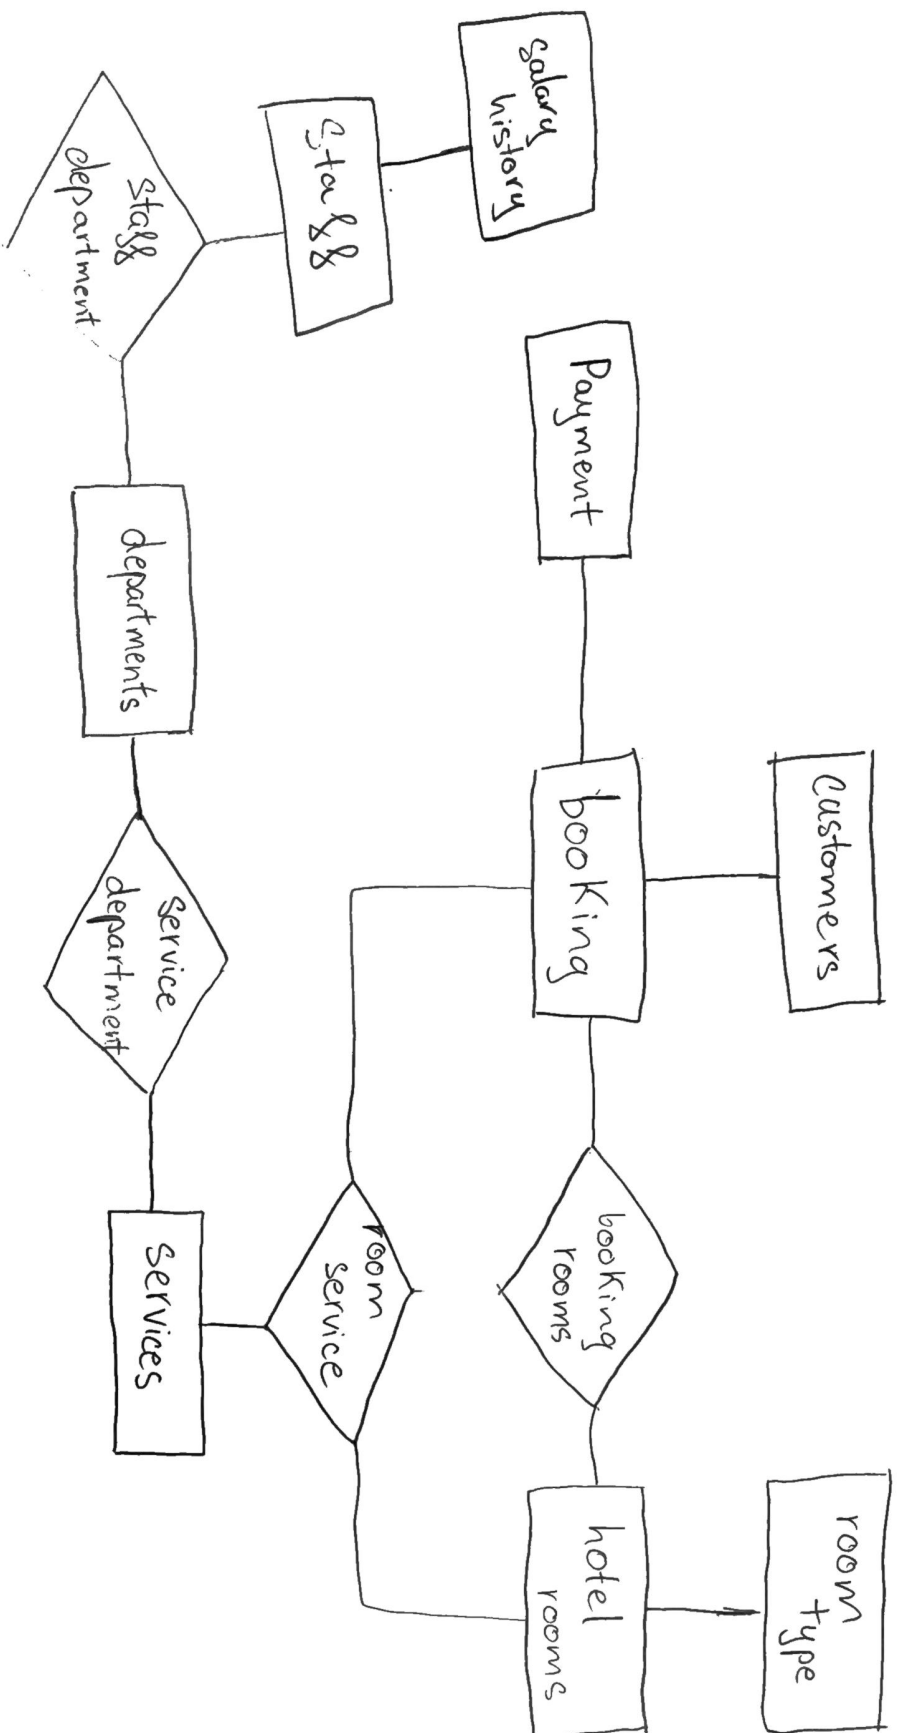 Customers
room
type
Payment
booking
booking
rooms
hotel
rooms
Salary
history
Staff
room
service
staff
department
departments
service
department
Services